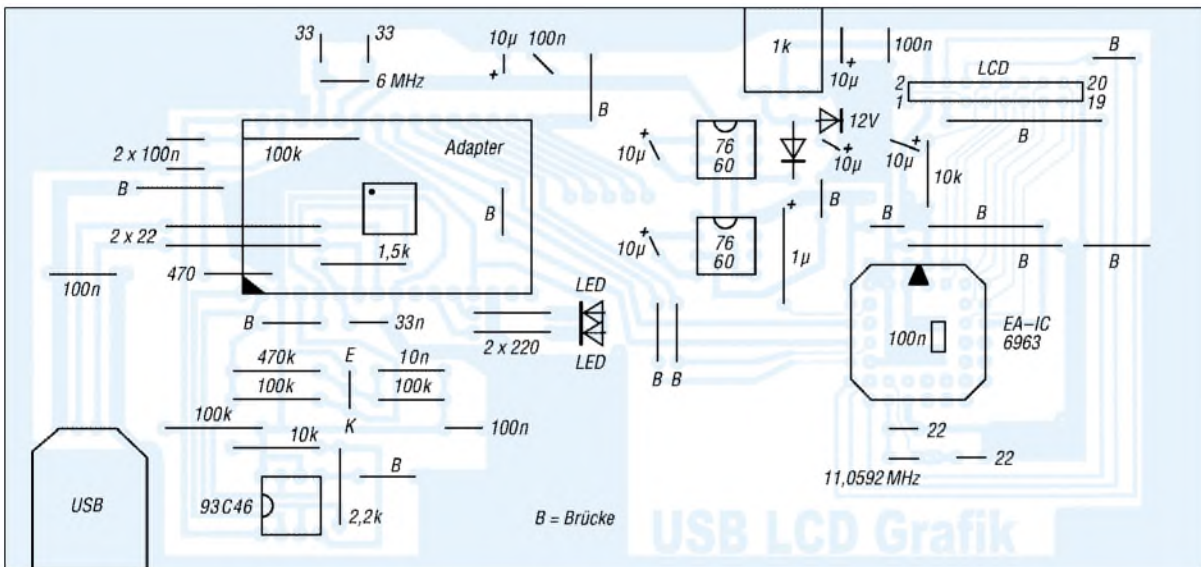 33
33
6 MHz
10µ
100n
+
B
1k
+
10µ
100n
B
LCD
2
1
20
19
B
2 x 100n
100k
Adapter
B
+
10µ
76
60
12V
+
10µ
+
10µ
10k
B
B
2 x 22
1,5k
+
10µ
76
60
+
1µ
B
B
B
B
100n
470
LED
LED
B
33n
2 x 220
B
B
100n
EA–IC
6963
470k
E
10n
100k
100k
100k
K
100n
10k
22
22
11,0592 MHz
USB
93C46
2,2k
B
B = Brücke
USB LCD Grafik